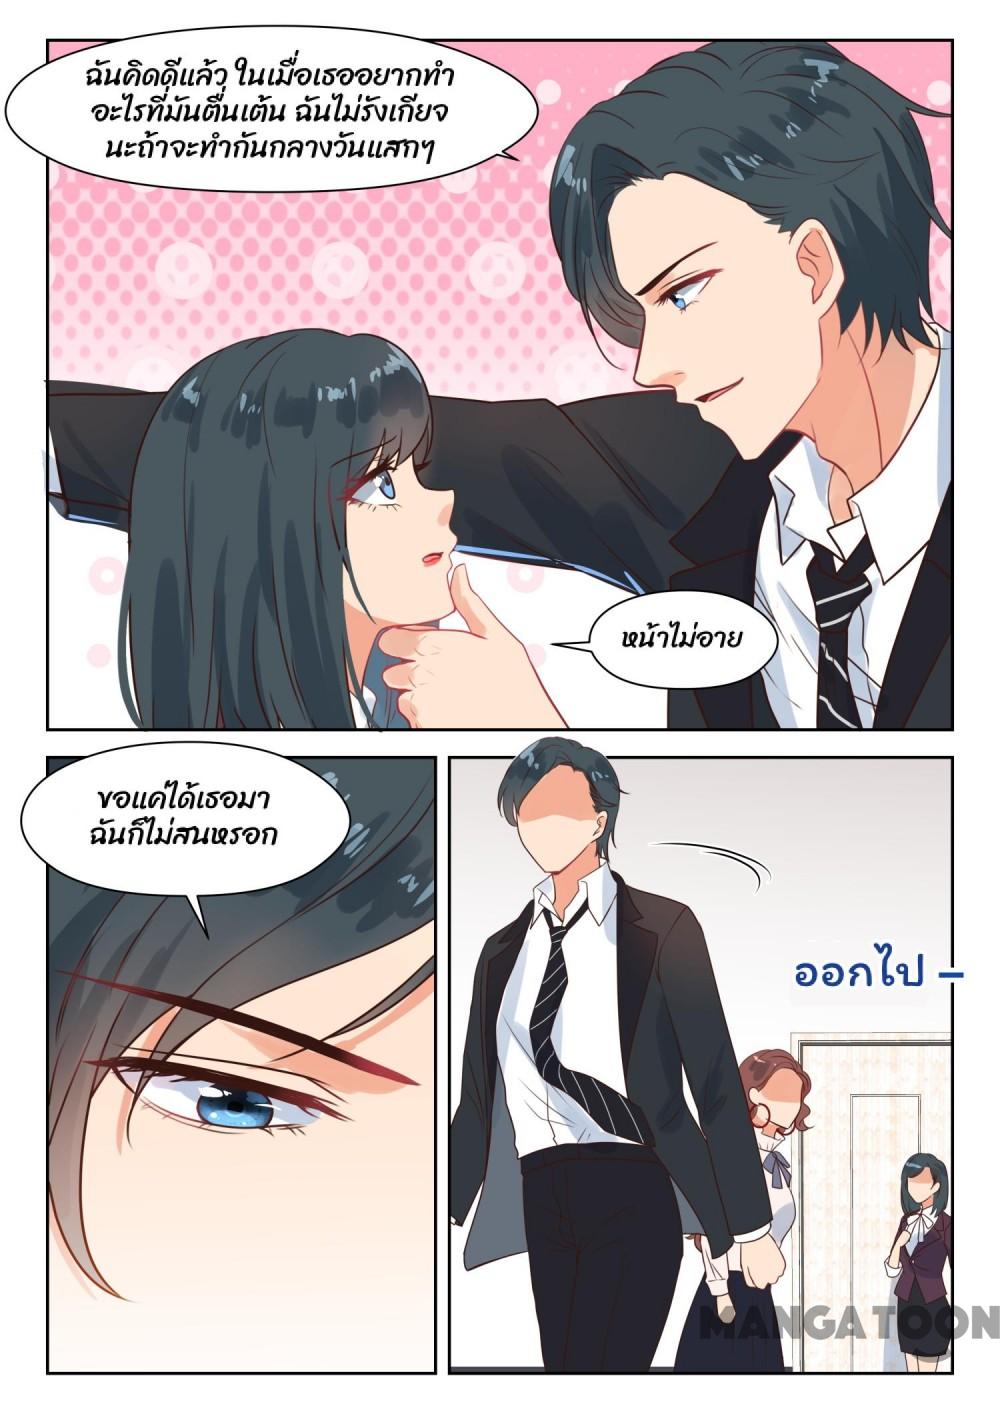 ฉันคิดดีแล้ว ในเมื่อเธออยากทำ
อะไรที่มันตื่นเต้น ฉันไม่รังเกียจ
นะถ้าจะทำกันกลางวันแสกๆ
หน้าไม่อาย
ขอแค่ได้เธอมา
ฉันก็ไม่สนหรอก
ออกไป –
MANGATOON